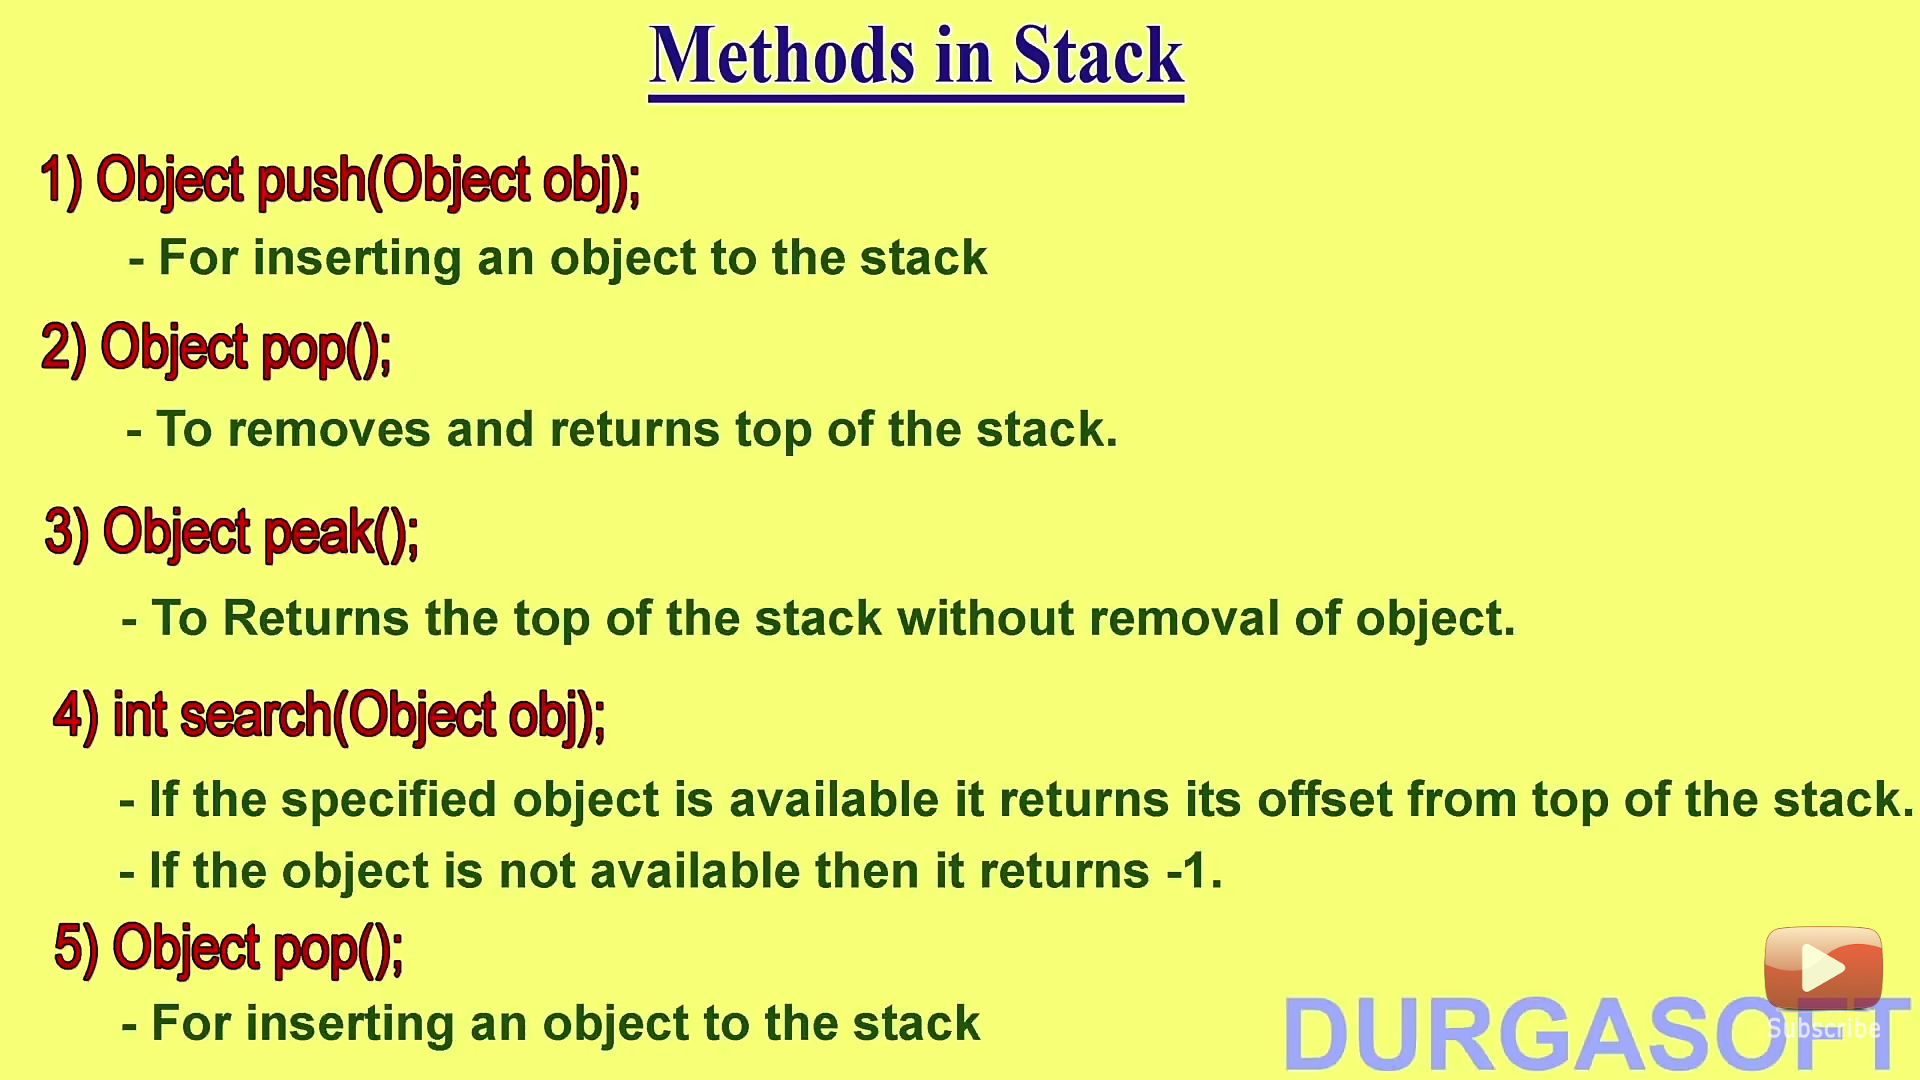 Methods in Stack
1) Object push(Object obj);
- For inserting an object to the stack
2) Object pop();
- To removes and returns top of the stack.
3) Object peak();
- To Returns the top of the stack without removal of object.
4) int search(Object obj);
- If the specified object is available it returns its offset from top of the stack.
- If the object is not available then it returns -1.
5) Object pop();
- For inserting an object to the stack
DURGASOFT
Subscribe